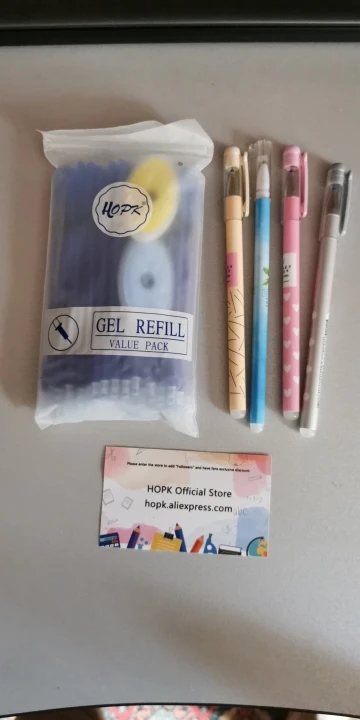 HOPK
GEL REFILL
VALUE PACK
Please enter the store to add "Followers" and have fans exclusive discount
HOPK Official Store
hopk.aliexpress.com